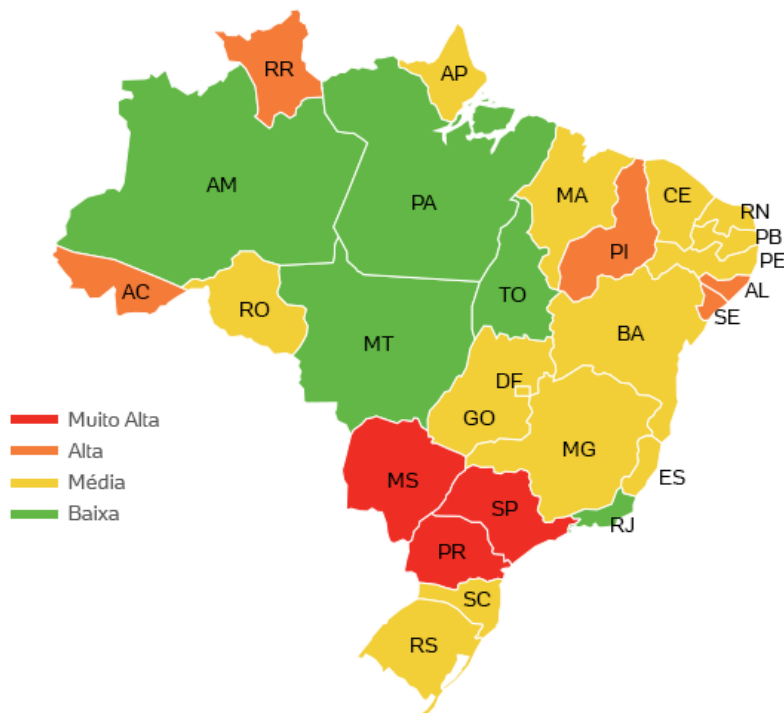 RR
AP
AM
PA
MA
CE
RN
PB
PE
PI
AL
SE
AC
RO
TO
BA
MT
DF
GO
MG
ES
MS
SP
RJ
PR
SC
RS
Muito Alta
Alta
Média
Baixa